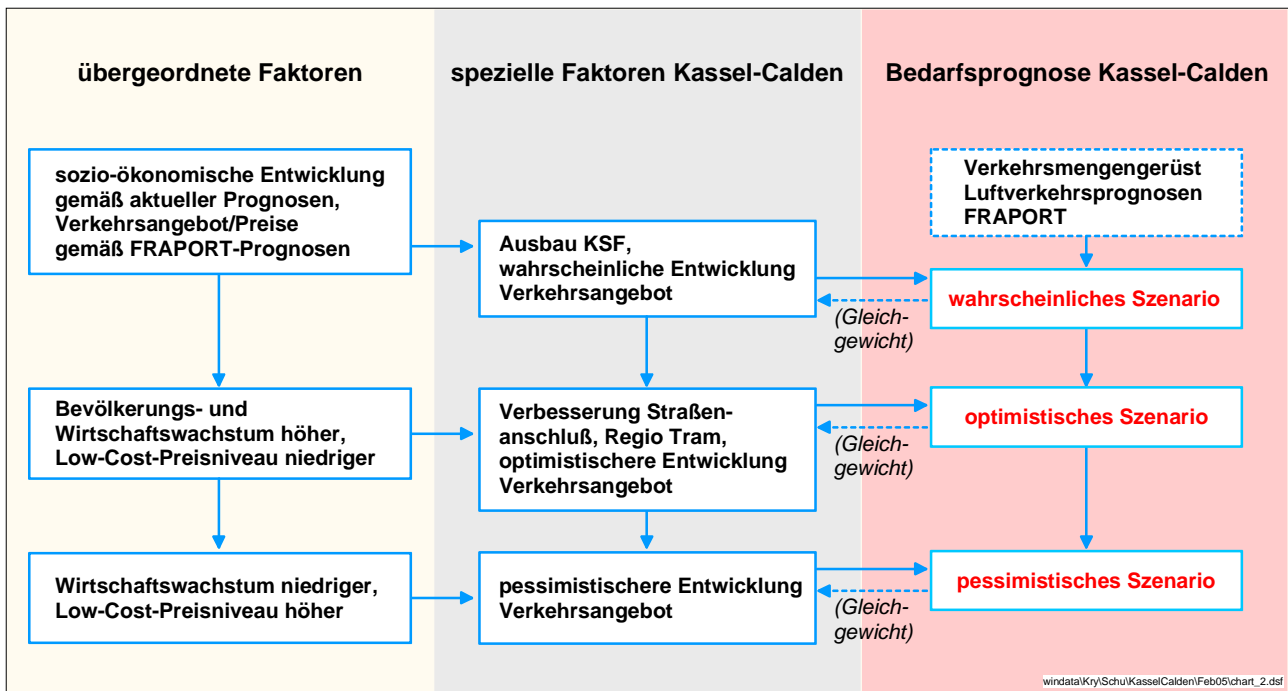 übergeordnete Faktoren
spezielle Faktoren Kassel-Calden
Bedarfsprognose Kassel-Calden
sozio-ökonomische Entwicklung
gemäß aktueller Prognosen,
Verkehrsangebot/Preise
gemäß FRAPORT-Prognosen
Ausbau KSF,
wahrscheinliche Entwicklung
Verkehrsangebot
Verkehrsmengengerüst
Luftverkehrsprognosen
FRAPORT
wahrscheinliches Szenario
(Gleich-
gewicht)
Bevölkerungs- und
Wirtschaftswachstum höher,
Low-Cost-Preisniveau niedriger
Verbesserung Straßen-
anschluß, Regio Tram,
optimistischere Entwicklung
Verkehrsangebot
optimistisches Szenario
(Gleich-
gewicht)
Wirtschaftswachstum niedriger,
Low-Cost-Preisniveau höher
pessimistischere Entwicklung
Verkehrsangebot
pessimistisches Szenario
(Gleich-
gewicht)
windata\Kry\Schu\KasselCalden\Feb05\chart_2.dsf